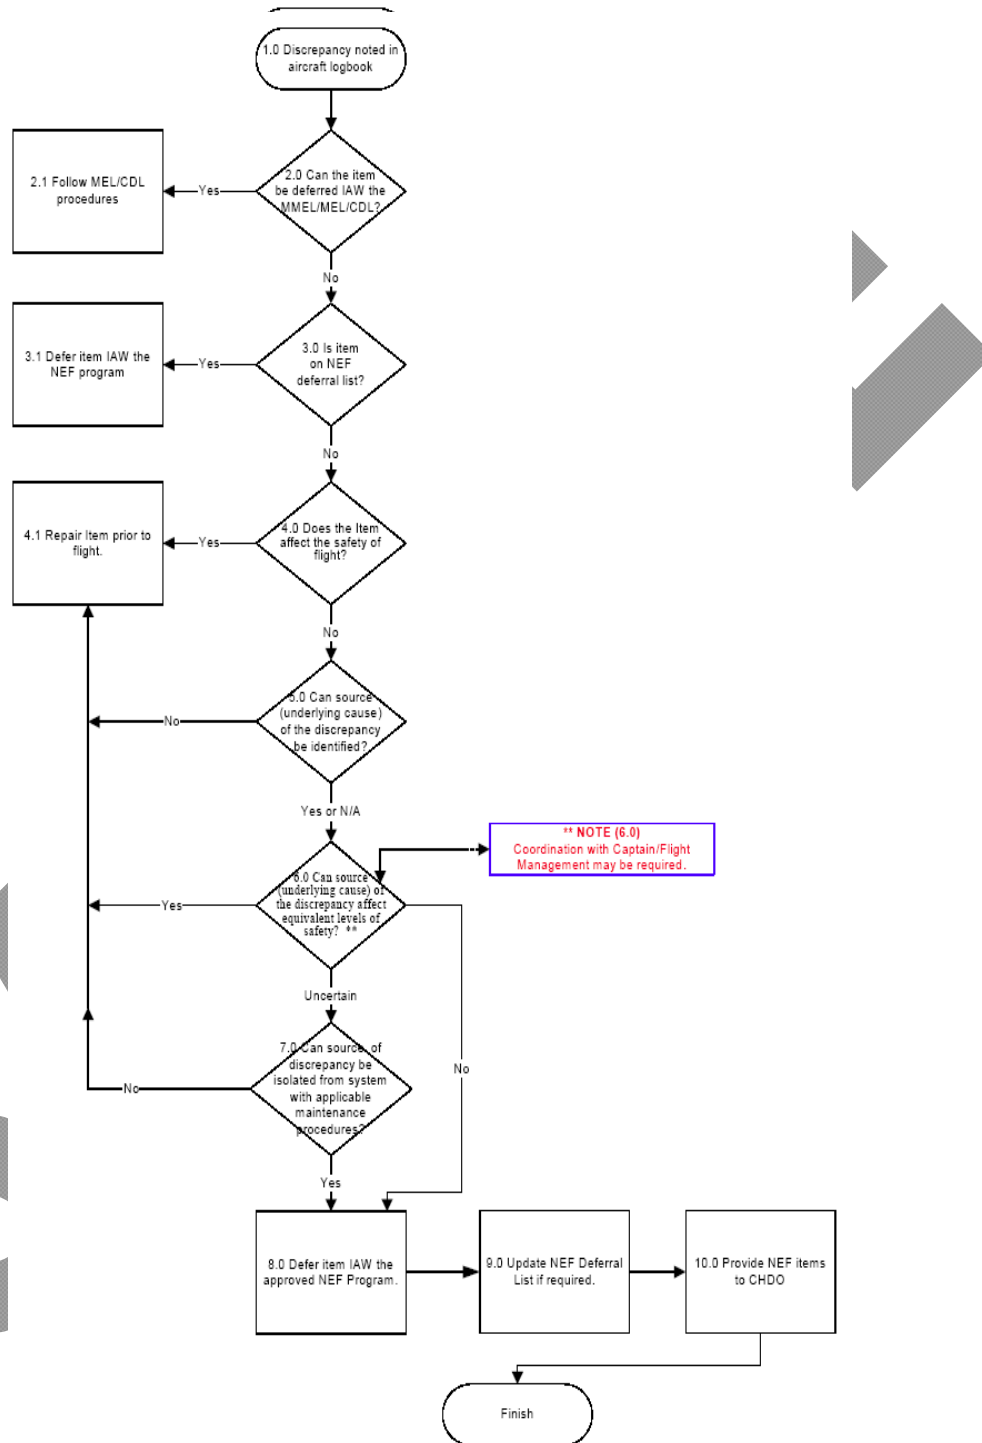 1.0 Discrepancy noted in
aircraft logbook
2.0 Can the item
be deferred IAW the
MMEL/MEL/CDL?
Yes
2.1 Follow MEL/CDL
procedures
No
3.0 Is item
on NEF
deferral list?
Yes
3.1 Defer item IAW the
NEF program
No
4.0 Does the Item
affect the safety of
flight?
Yes
4.1 Repair Item prior to
flight.
No
5.0 Can source
(underlying cause)
of the discrepancy
be identified?
No
Yes or N/A
** NOTE (6.0)
Coordination with Captain/Flight
Management may be required.
6.0 Can source
(underlying cause) of
the discrepancy affect
equivalent levels of
safety? **
Yes
Uncertain
No
7.0 Can source of
discrepancy be
isolated from system
with applicable
maintenance
procedures?
No
Yes
8.0 Defer item IAW the
approved NEF Program.
9.0 Update NEF Deferral
List if required.
10.0 Provide NEF items
to CHDO
Finish